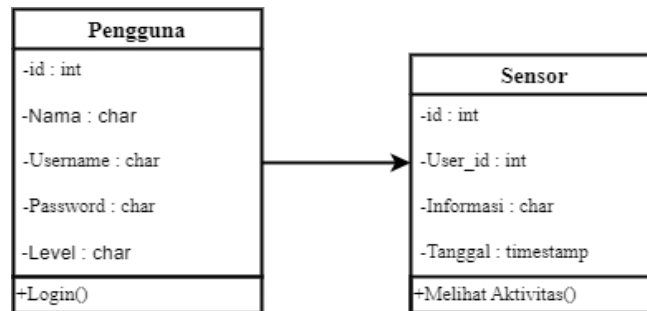 Pengguna
-id : int
-Nama : char
-Username : char
-Password : char
-Level : char
+Login()
Sensor
-id : int
-User_id : int
-Informasi : char
-Tanggal : timestamp
+Melihat Aktivitas()